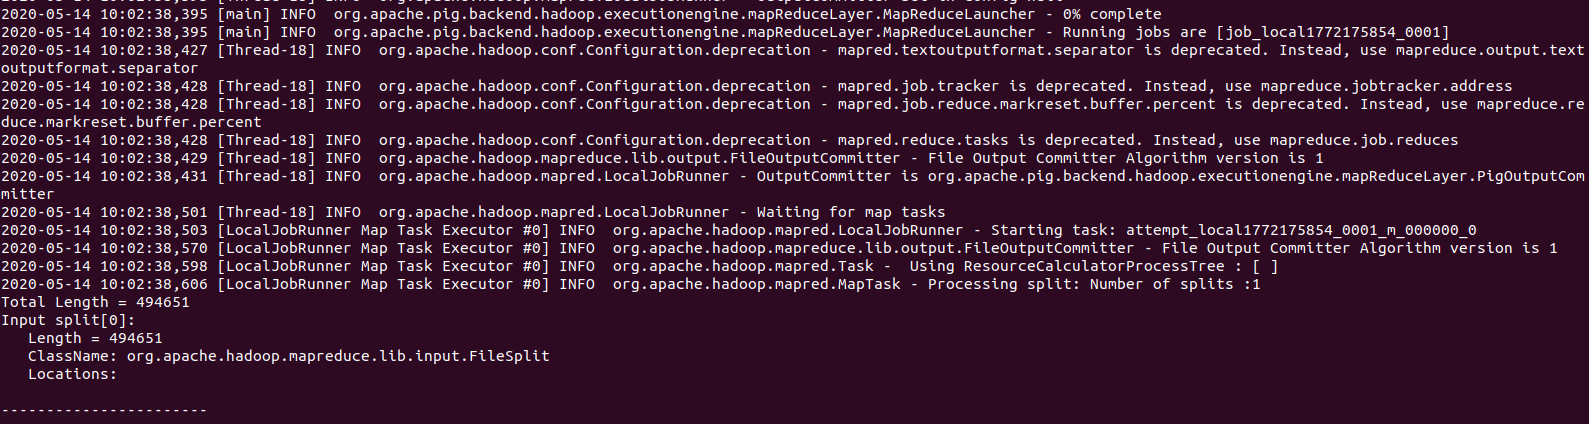 2020-05-14 10:02:38,395 [main] INFO  org.apache.pig.backend.hadoop.executionengine.mapReduceLayer.MapReduceLauncher - 0% complete
2020-05-14 10:02:38,395 [main] INFO  org.apache.pig.backend.hadoop.executionengine.mapReduceLayer.MapReduceLauncher - Running jobs are [job_local1772175854_0001]
2020-05-14 10:02:38,427 [Thread-18] INFO  org.apache.hadoop.conf.Configuration.deprecation - mapred.textoutputformat.separator is deprecated. Instead, use mapreduce.output.text
outputformat.separator
2020-05-14 10:02:38,428 [Thread-18] INFO  org.apache.hadoop.conf.Configuration.deprecation - mapred.job.tracker is deprecated. Instead, use mapreduce.jobtracker.address
2020-05-14 10:02:38,428 [Thread-18] INFO  org.apache.hadoop.conf.Configuration.deprecation - mapred.job.reduce.markreset.buffer.percent is deprecated. Instead, use mapreduce.re
duce.markreset.buffer.percent
2020-05-14 10:02:38,428 [Thread-18] INFO  org.apache.hadoop.conf.Configuration.deprecation - mapred.reduce.tasks is deprecated. Instead, use mapreduce.job.reduces
2020-05-14 10:02:38,429 [Thread-18] INFO  org.apache.hadoop.mapreduce.lib.output.FileOutputCommitter - File Output Committer Algorithm version is 1
2020-05-14 10:02:38,431 [Thread-18] INFO  org.apache.hadoop.mapred.LocalJobRunner - OutputCommitter is org.apache.pig.backend.hadoop.executionengine.mapReduceLayer.PigOutputCom
mitter
2020-05-14 10:02:38,501 [Thread-18] INFO  org.apache.hadoop.mapred.LocalJobRunner - Waiting for map tasks
2020-05-14 10:02:38,503 [LocalJobRunner Map Task Executor #0] INFO  org.apache.hadoop.mapred.LocalJobRunner - Starting task: attempt_local1772175854_0001_m_000000_0
2020-05-14 10:02:38,570 [LocalJobRunner Map Task Executor #0] INFO  org.apache.hadoop.mapreduce.lib.output.FileOutputCommitter - File Output Committer Algorithm version is 1
2020-05-14 10:02:38,598 [LocalJobRunner Map Task Executor #0] INFO  org.apache.hadoop.mapred.Task -  Using ResourceCalculatorProcessTree : [ ]
2020-05-14 10:02:38,606 [LocalJobRunner Map Task Executor #0] INFO  org.apache.hadoop.mapred.MapTask - Processing split: Number of splits :1
Total Length = 494651
Input split[0]:
   Length = 494651
   ClassName: org.apache.hadoop.mapreduce.lib.input.FileSplit
   Locations:
-----------------------